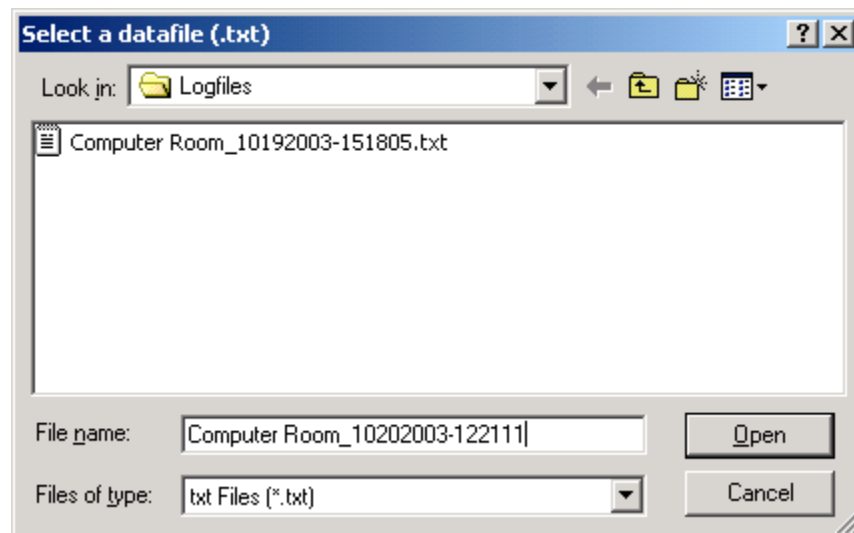 Select a datafile (.txt)
Look in: Logfiles
Computer Room_10192003-151805.txt
File name: Computer Room_10202003-122111 Open
Files of type: txt Files (*.txt) Cancel